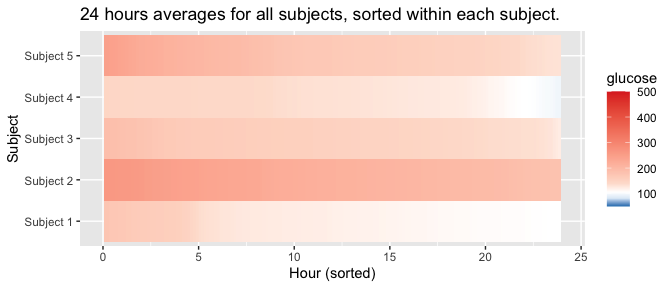 24 hours averages for all subjects, sorted within each subject.
Subject
Subject 5
Subject 4
Subject 3
Subject 2
Subject 1
0 5 10 15 20 25
Hour (sorted)
glucose
500
400
300
200
100